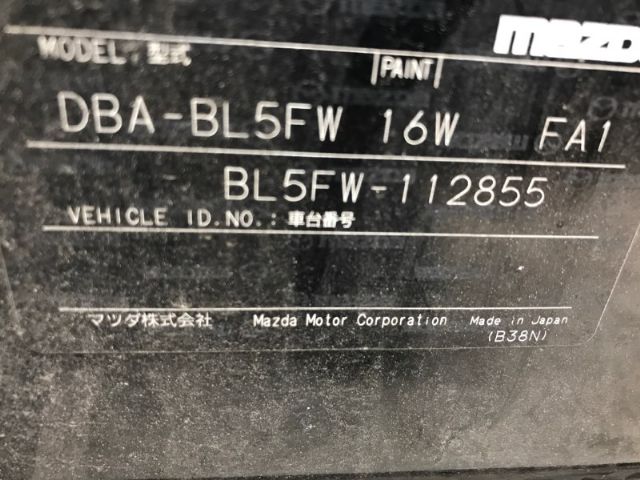 mazda
MODEL : 型式 PAINT
DBA-BL5FW 16W FA1
BL5FW-112855
VEHICLE ID.NO.: 車台番号
マツダ株式会社 Mazda Motor Corporation Made in Japan
(B38N)